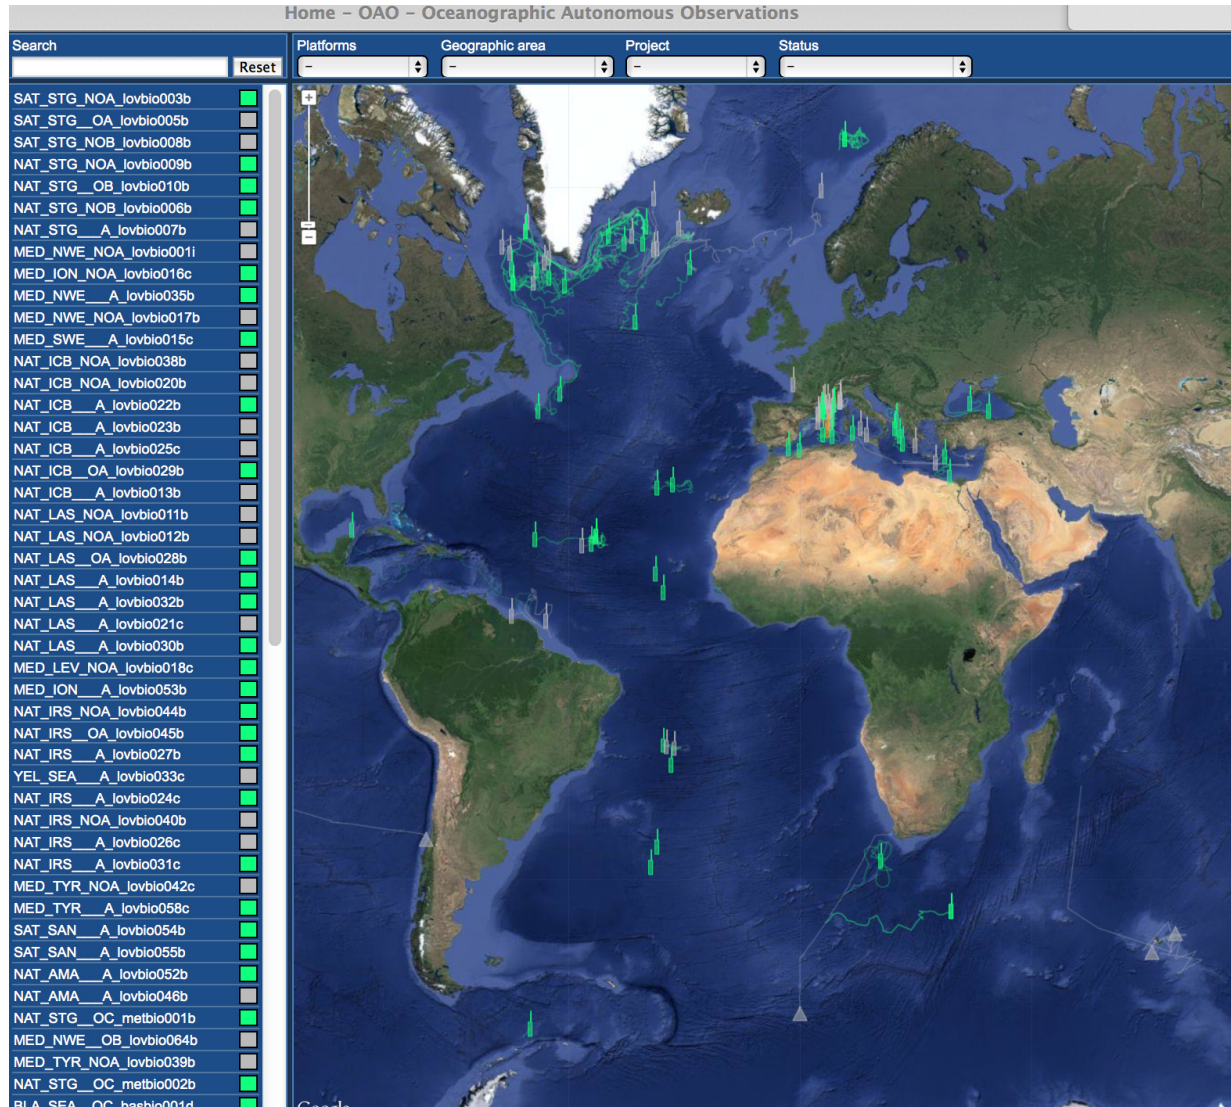 Home – OAO – Oceanographic Autonomous Observations
Search
Reset
Platforms
Geographic area
Project
Status
–
–
–
–
SAT_STG_NOA_lovbio003b
SAT_STG__OA_lovbio005b
SAT_STG_NOB_lovbio008b
NAT_STG_NOA_lovbio009b
NAT_STG__OB_lovbio010b
NAT_STG_NOB_lovbio006b
NAT_STG___A_lovbio007b
MED_NWE_NOA_lovbio001i
MED_ION_NOA_lovbio016c
MED_NWE___A_lovbio035b
MED_NWE_NOA_lovbio017b
MED_SWE___A_lovbio015c
NAT_ICB_NOA_lovbio038b
NAT_ICB_NOA_lovbio020b
NAT_ICB___A_lovbio022b
NAT_ICB___A_lovbio023b
NAT_ICB___A_lovbio025c
NAT_ICB__OA_lovbio029b
NAT_ICB___A_lovbio013b
NAT_LAS_NOA_lovbio011b
NAT_LAS_NOA_lovbio012b
NAT_LAS__OA_lovbio028b
NAT_LAS___A_lovbio014b
NAT_LAS___A_lovbio032b
NAT_LAS___A_lovbio021c
NAT_LAS___A_lovbio030b
MED_LEV_NOA_lovbio018c
MED_ION___A_lovbio053b
NAT_IRS_NOA_lovbio044b
NAT_IRS__OA_lovbio045b
NAT_IRS___A_lovbio027b
YEL_SEA___A_lovbio033c
NAT_IRS___A_lovbio024c
NAT_IRS_NOA_lovbio040b
NAT_IRS___A_lovbio026c
NAT_IRS___A_lovbio031c
MED_TYR_NOA_lovbio042c
MED_TYR___A_lovbio058c
SAT_SAN___A_lovbio054b
SAT_SAN___A_lovbio055b
NAT_AMA___A_lovbio052b
NAT_AMA___A_lovbio046b
NAT_STG__OC_metbio001b
MED_NWE__OB_lovbio064b
MED_TYR_NOA_lovbio039b
NAT_STG__OC_metbio002b
BLA_SEA__OC_basbio001d
Google